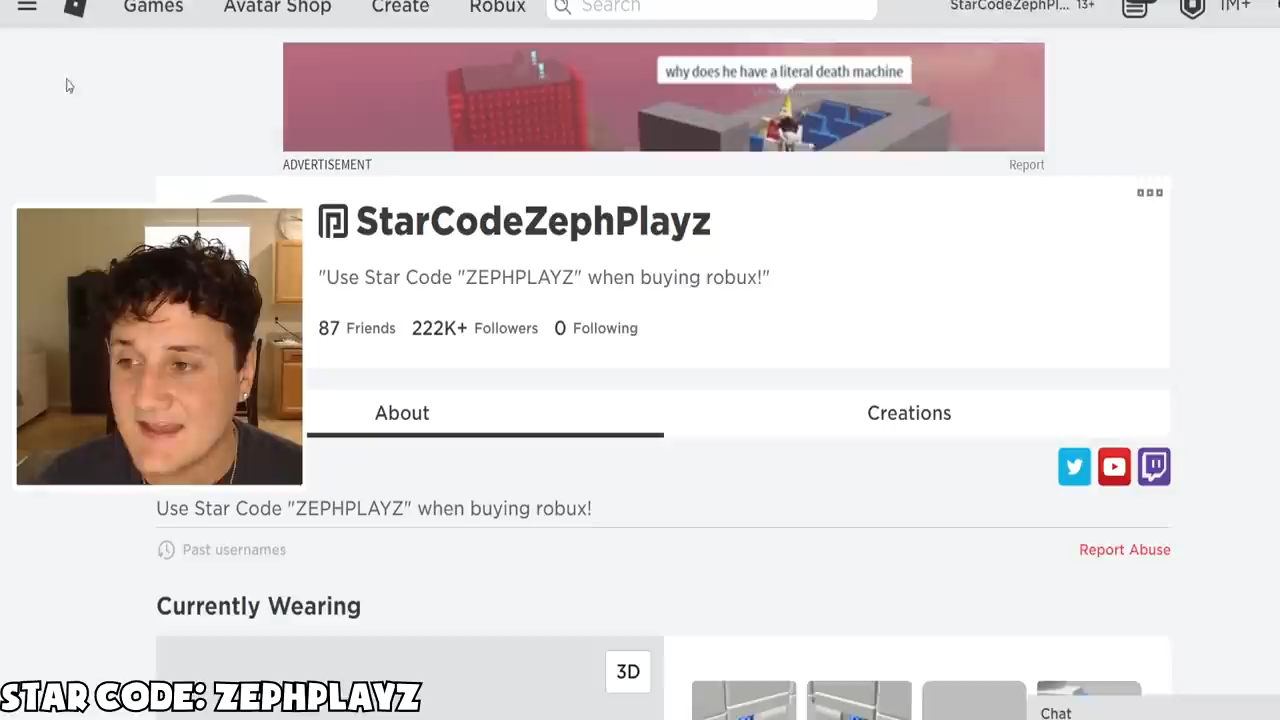 Games Avatar Shop Create Robux Search StarCodeZephPl... 13+ 1M+
why does he have a literal death machine
ADVERTISEMENT Report
StarCodeZephPlayz
"Use Star Code "ZEPHPLAYZ" when buying robux!"
87 Friends 222K+ Followers 0 Following
About Creations
Use Star Code "ZEPHPLAYZ" when buying robux!
Past usernames Report Abuse
Currently Wearing
3D
STAR CODE: ZEPHPLAYZ
Chat